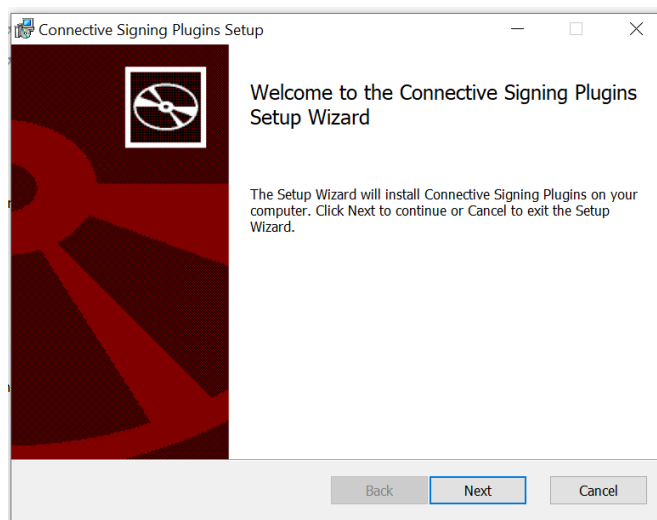 Connective Signing Plugins Setup
Welcome to the Connective Signing Plugins
Setup Wizard
The Setup Wizard will install Connective Signing Plugins on your
computer. Click Next to continue or Cancel to exit the Setup
Wizard.
Back Next Cancel